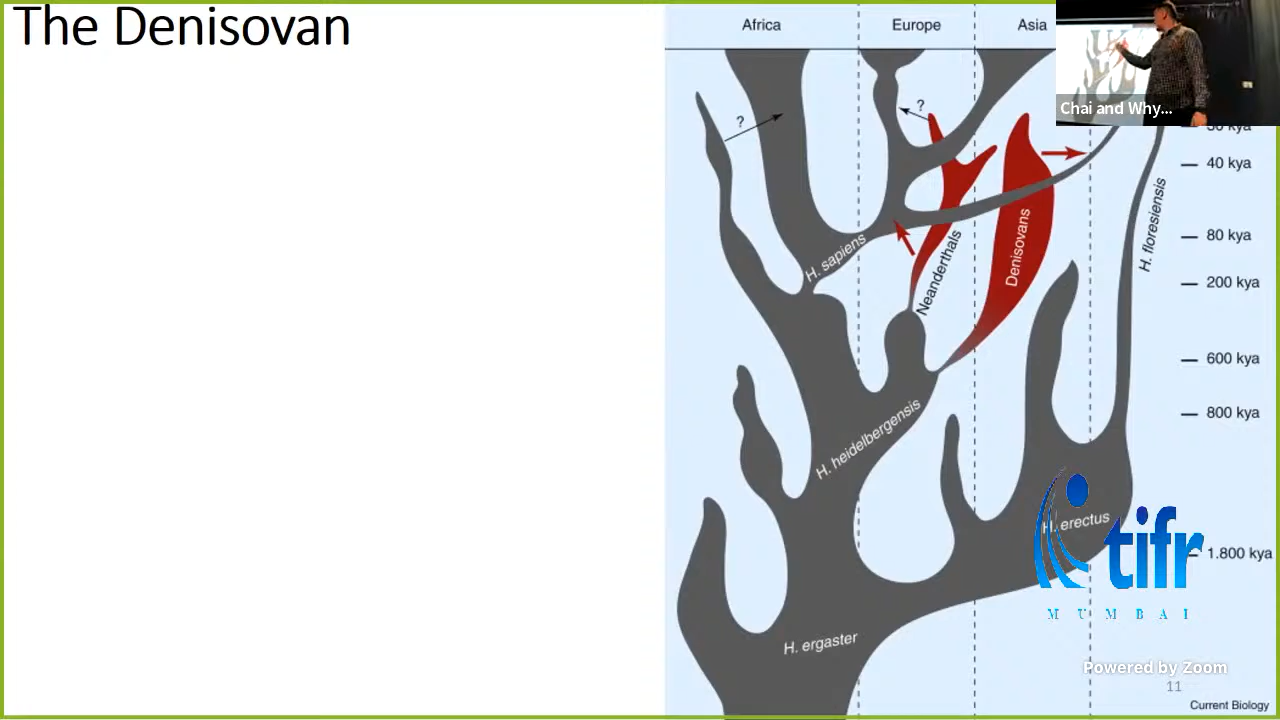 The Denisovan
Africa
Europe
Asia
Chai and Why...
?
?
40 kya
80 kya
200 kya
600 kya
800 kya
1.800 kya
H. sapiens
Neanderthals
Denisovans
H. floresiensis
H. heidelbergensis
H. erectus
H. ergaster
tifr
MUMBAI
Powered by Zoom
11
Current Biology